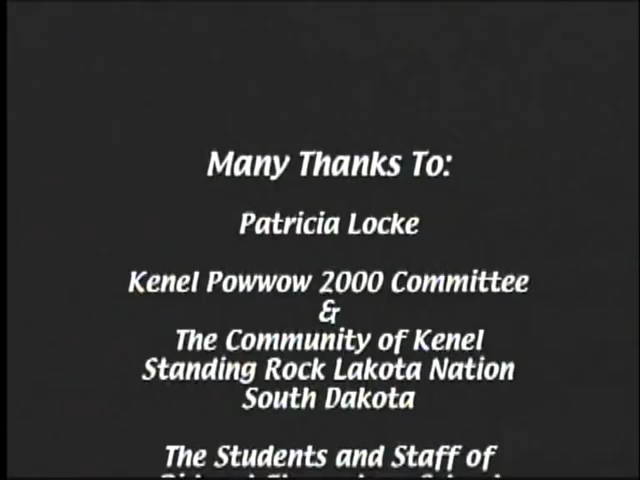 Many Thanks To:
Patricia Locke
Kenel Powwow 2000 Committee
&
The Community of Kenel
Standing Rock Lakota Nation
South Dakota
The Students and Staff of